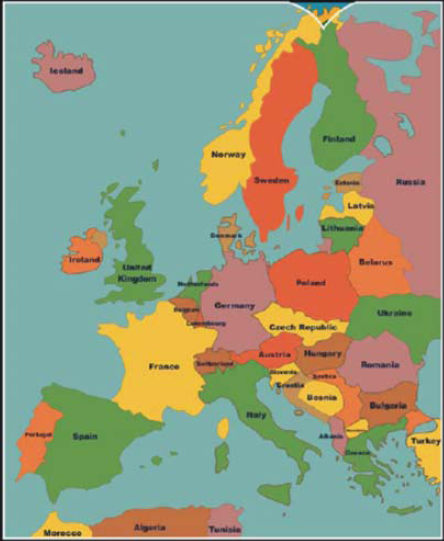 Iceland
Norway
Sweden
Finland
Russia
Estonia
Latvia
Lithuania
Denmark
Ireland
United
Kingdom
Netherlands
Belarus
Poland
Germany
Belgium
Luxembourg
Ukraine
Czech Republic
France
Switzerland
Austria
Hungary
Romania
Slovenia
Croatia
Serbia
Bosnia
Bulgaria
Italy
Portugal
Spain
Albania
Greece
Turkey
Morocco
Algeria
Tunisia